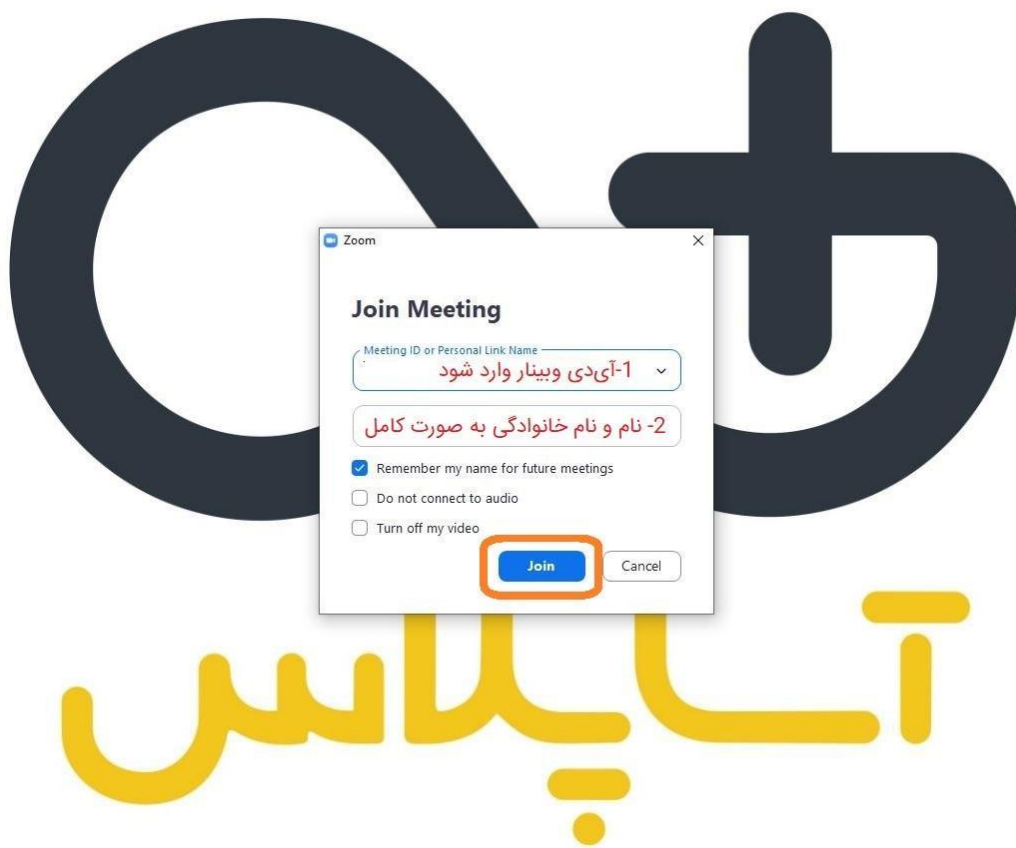 Zoom
Join Meeting
Meeting ID or Personal Link Name
1-آی‌دی وبینار وارد شود
2- نام و نام خانوادگی به صورت کامل
Remember my name for future meetings
Do not connect to audio
Turn off my video
Join
Cancel
آپلاس